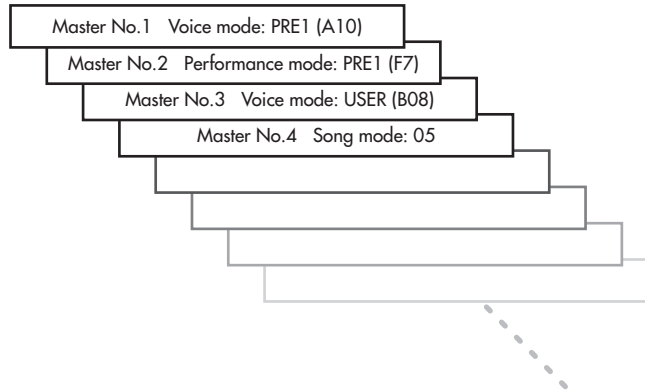 Master No.1 Voice mode: PRE1 (A10)
Master No.2 Performance mode: PRE1 (F7)
Master No.3 Voice mode: USER (B08)
Master No.4 Song mode: 05